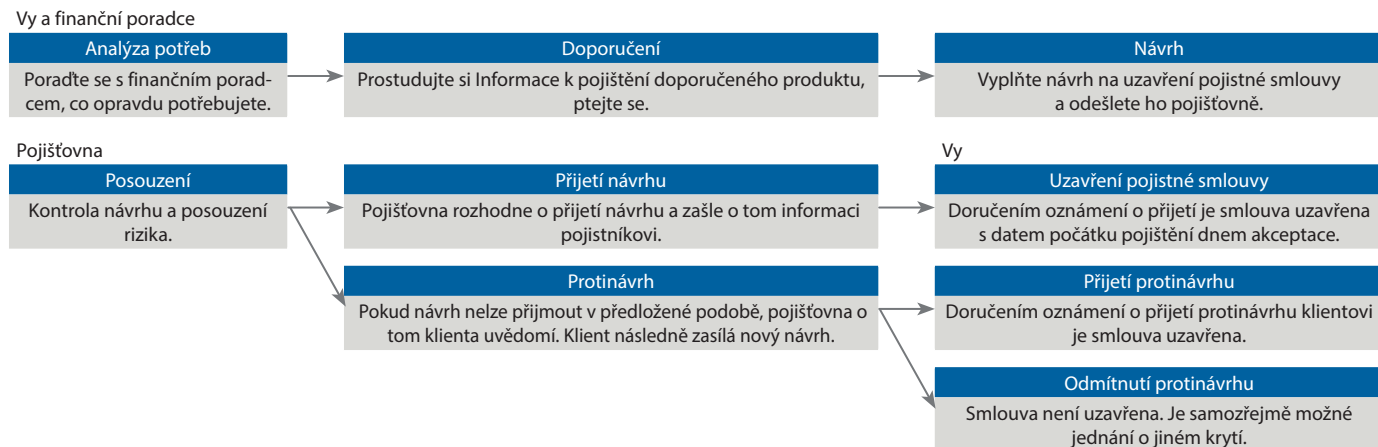 Vy a finanční poradce
Analýza potřeb
Poraďte se s finančním porad-
cem, co opravdu potřebujete.
Doporučení
Prostudujte si Informace k pojištění doporučeného produktu,
ptejte se.
Návrh
Vyplňte návrh na uzavření pojistné smlouvy
a odešlete ho pojišťovně.
Pojišťovna
Vy
Posouzení
Kontrola návrhu a posouzení
rizika.
Přijetí návrhu
Pojišťovna rozhodne o přijetí návrhu a zašle o tom informaci
pojistníkovi.
Uzavření pojistné smlouvy
Doručením oznámení o přijetí je smlouva uzavřena
s datem počátku pojištění dnem akceptace.
Protinávrh
Pokud návrh nelze přijmout v předložené podobě, pojišťovna o
tom klienta uvědomí. Klient následně zasílá nový návrh.
Přijetí protinávrhu
Doručením oznámení o přijetí protinávrhu klientovi
je smlouva uzavřena.
Odmítnutí protinávrhu
Smlouva není uzavřena. Je samozřejmě možné
jednání o jiném krytí.